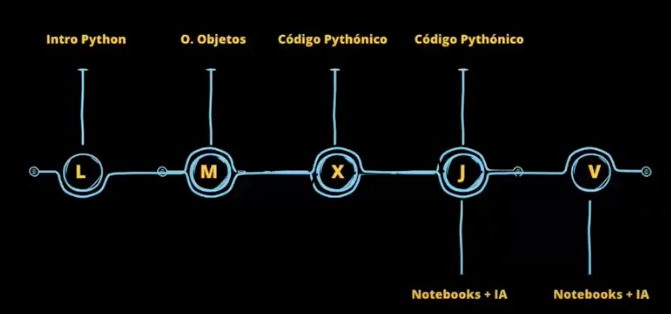 Intro Python
O. Objetos
Código Pythónico
Código Pythónico
L
M
X
J
V
Notebooks + IA
Notebooks + IA